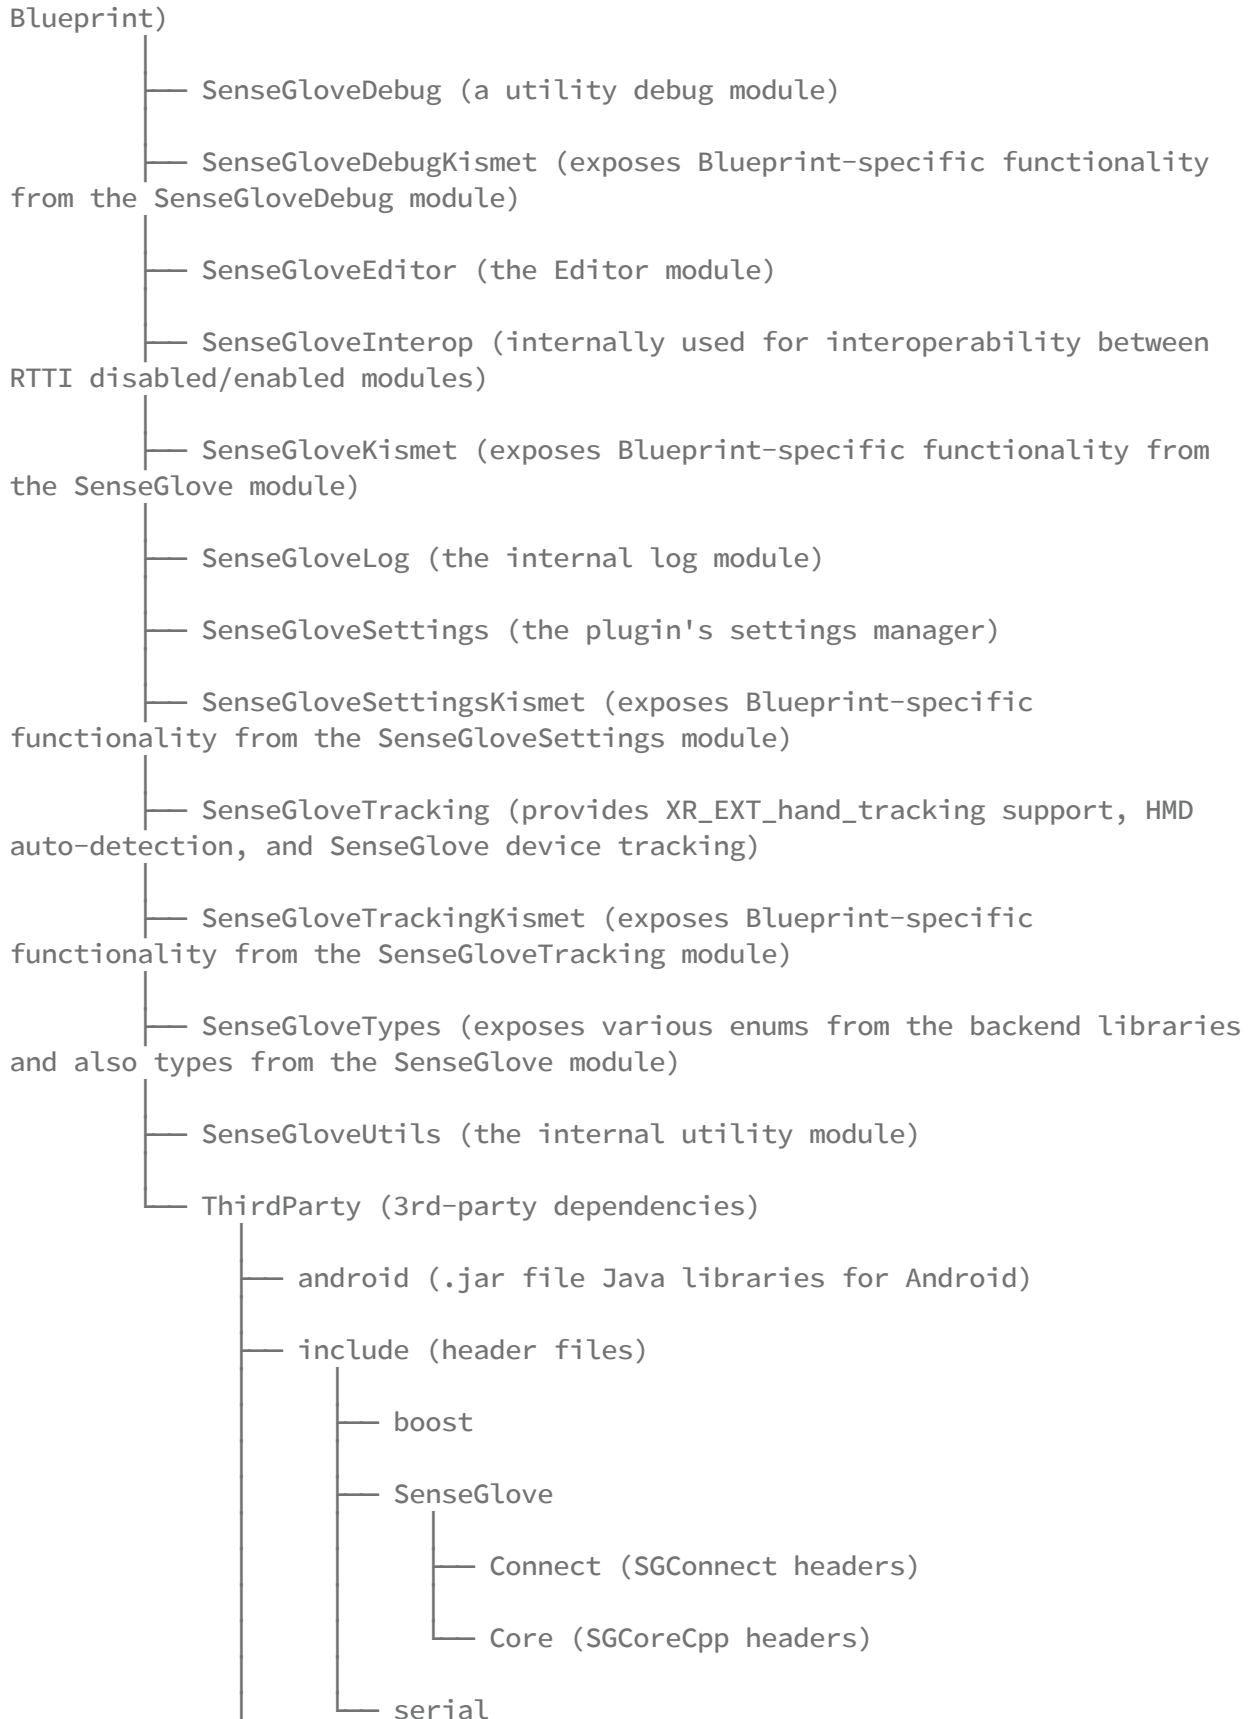 Blueprint)
├── SenseGloveDebug (a utility debug module)
├── SenseGloveDebugKismet (exposes Blueprint-specific functionality
from the SenseGloveDebug module)
├── SenseGloveEditor (the Editor module)
├── SenseGloveInterop (internally used for interoperability between
RTTI disabled/enabled modules)
├── SenseGloveKismet (exposes Blueprint-specific functionality from
the SenseGlove module)
├── SenseGloveLog (the internal log module)
├── SenseGloveSettings (the plugin's settings manager)
├── SenseGloveSettingsKismet (exposes Blueprint-specific
functionality from the SenseGloveSettings module)
├── SenseGloveTracking (provides XR_EXT_hand_tracking support, HMD
auto-detection, and SenseGlove device tracking)
├── SenseGloveTrackingKismet (exposes Blueprint-specific
functionality from the SenseGloveTracking module)
├── SenseGloveTypes (exposes various enums from the backend libraries
and also types from the SenseGlove module)
├── SenseGloveUtils (the internal utility module)
└── ThirdParty (3rd-party dependencies)
├── android (.jar file Java libraries for Android)
├── include (header files)
├── boost
├── SenseGlove
├── Connect (SGConnect headers)
└── Core (SGCoreCpp headers)
└── serial